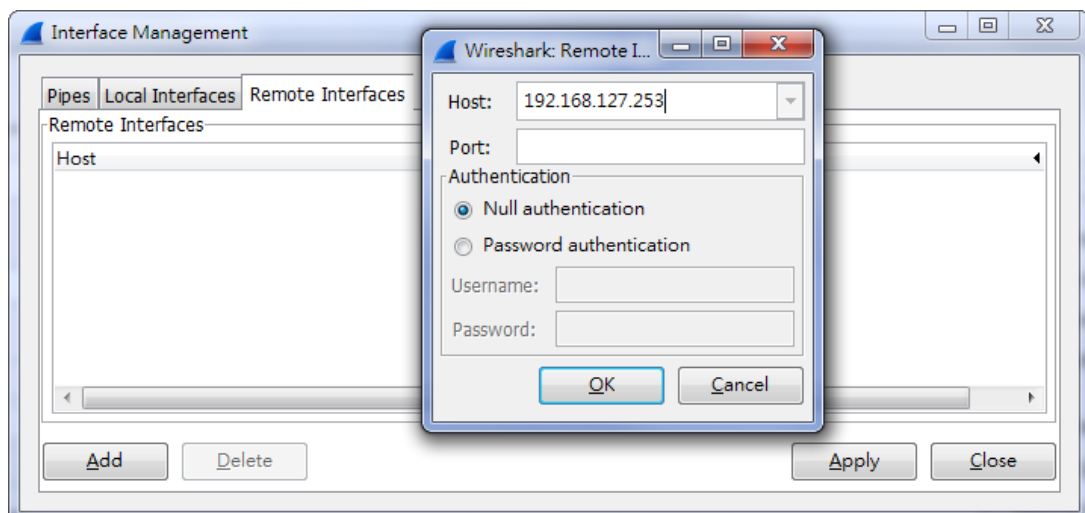 Interface Management
Pipes Local Interfaces Remote Interfaces
Remote Interfaces
Host
Wireshark: Remote I...
Host: 192.168.127.253
Port:
Authentication
Null authentication
Password authentication
Username:
Password:
OK Cancel
Add Delete Apply Close